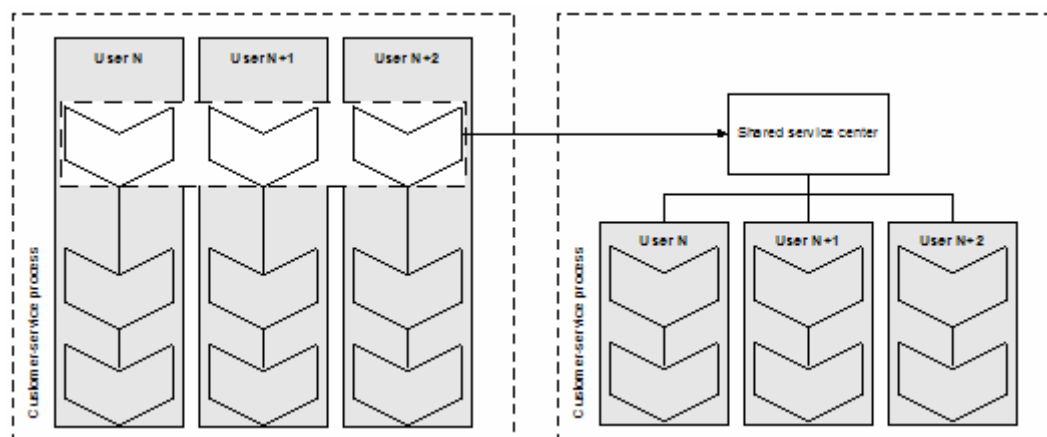 User N
User N+1
User N+2
Customer-service process
Shared service center
User N
User N+1
User N+2
Customer-service process